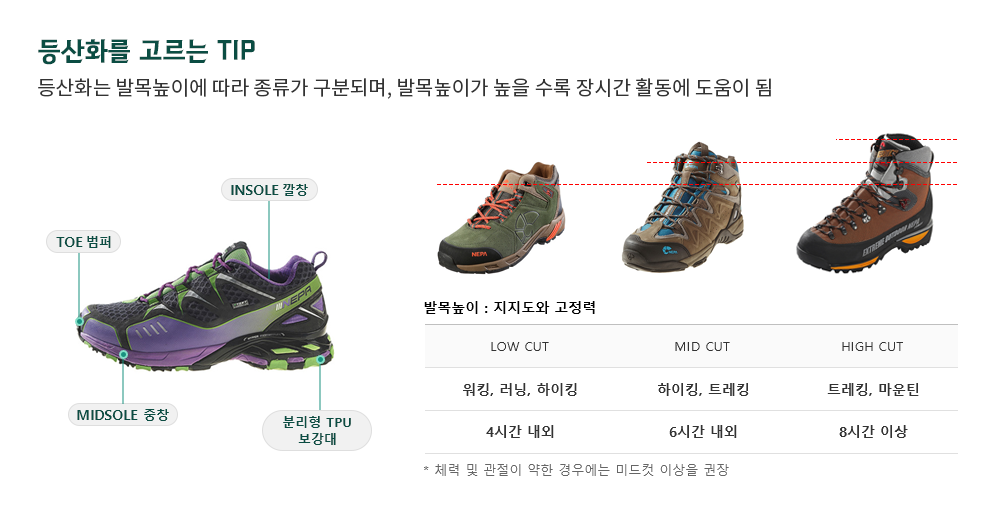 등산화를 고르는 TIP
등산화는 발목높이에 따라 종류가 구분되며, 발목높이가 높을 수록 장시간 활동에 도움이 됨
INSOLE 깔창
TOE 범퍼
NEPA
MIDSOLE 중창
분리형 TPU
보강대
NEPA
EXTREME OUTDOOR NEPA
발목높이 : 지지도와 고정력
LOW CUT MID CUT HIGH CUT
워킹, 러닝, 하이킹 하이킹, 트레킹 트레킹, 마운틴
4시간 내외 6시간 내외 8시간 이상
* 체력 및 관절이 약한 경우에는 미드컷 이상을 권장